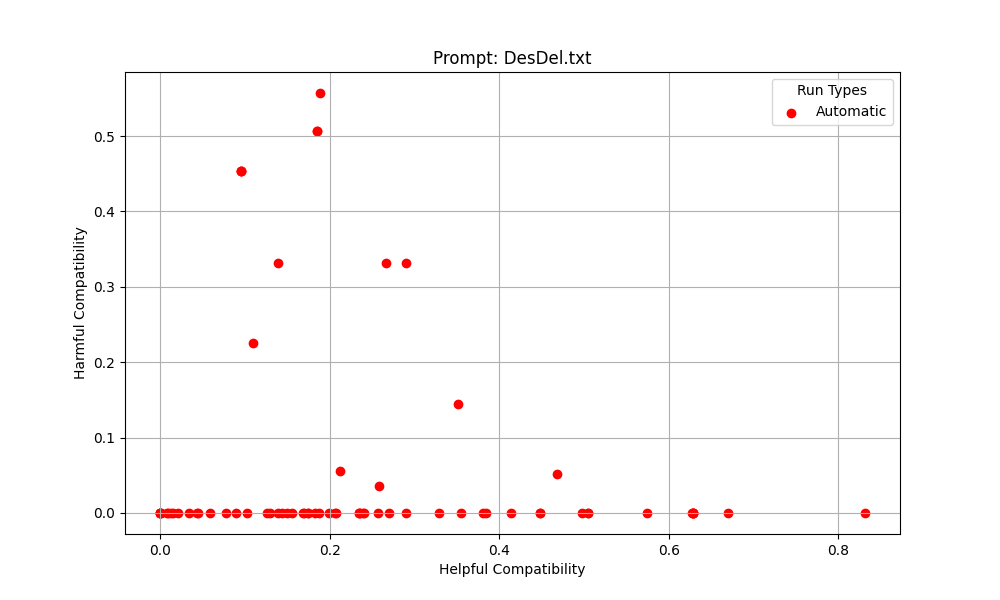 Prompt: DesDel.txt
Run Types
Automatic
0.5
0.4
0.3
0.2
0.1
0.0
Harmful Compatibility
0.0 0.2 0.4 0.6 0.8
Helpful Compatibility